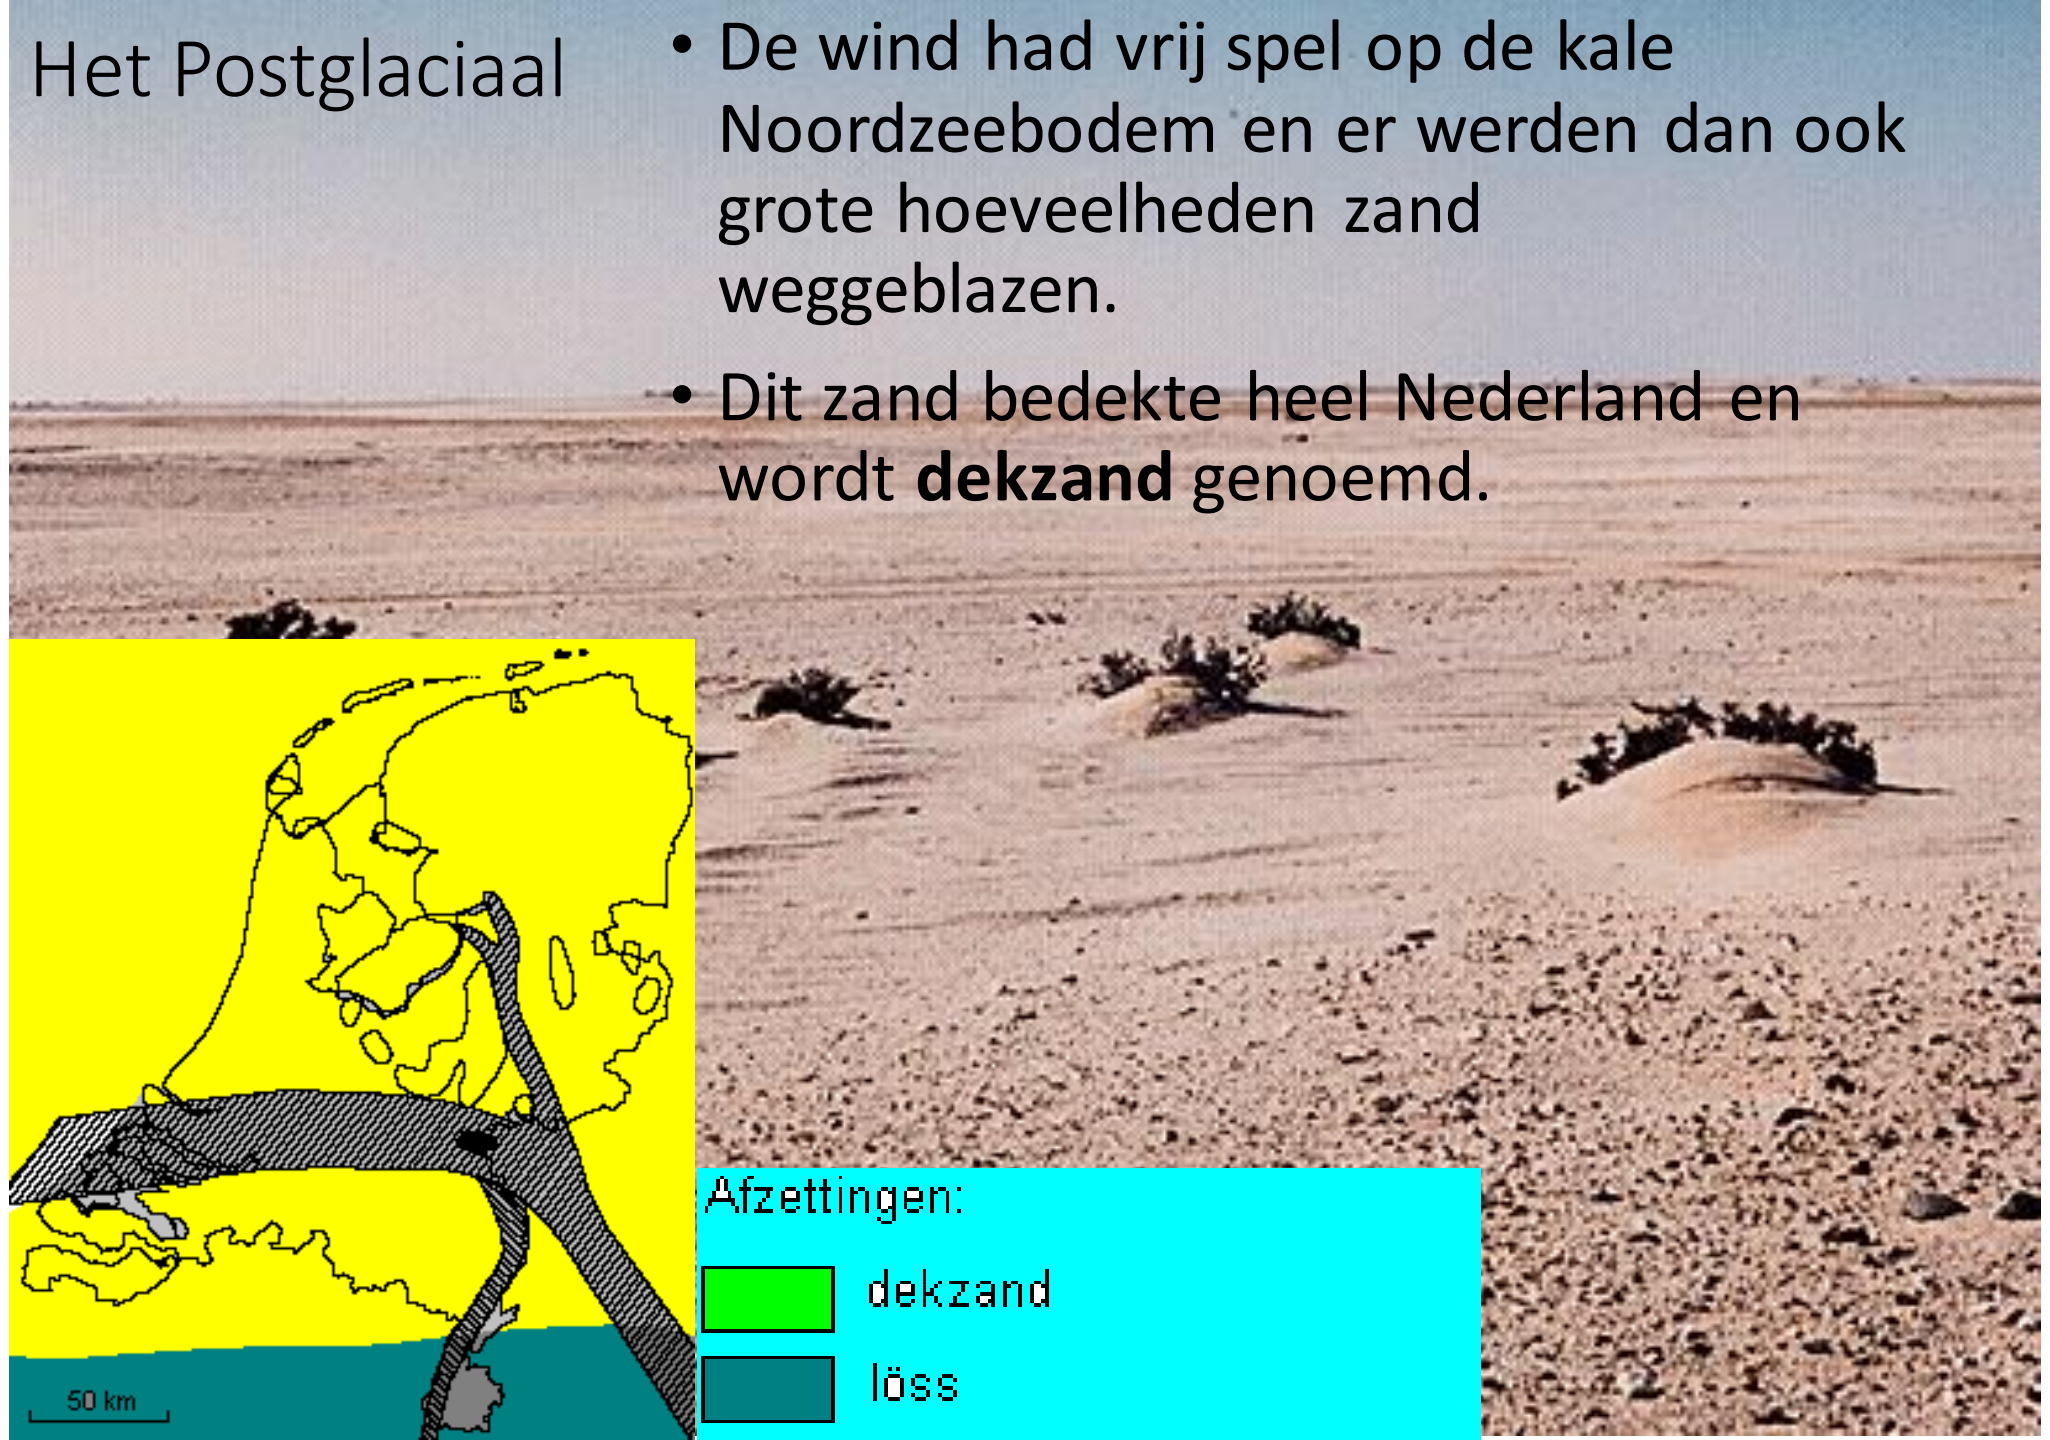 Het Postglaciaal
• De wind had vrij spel op de kale
Noordzeebodem en er werden dan ook
grote hoeveelheden zand
weggeblazen.
• Dit zand bedekte heel Nederland en
wordt dekzand genoemd.
50 km
Afzettingen:
dekzand
löss